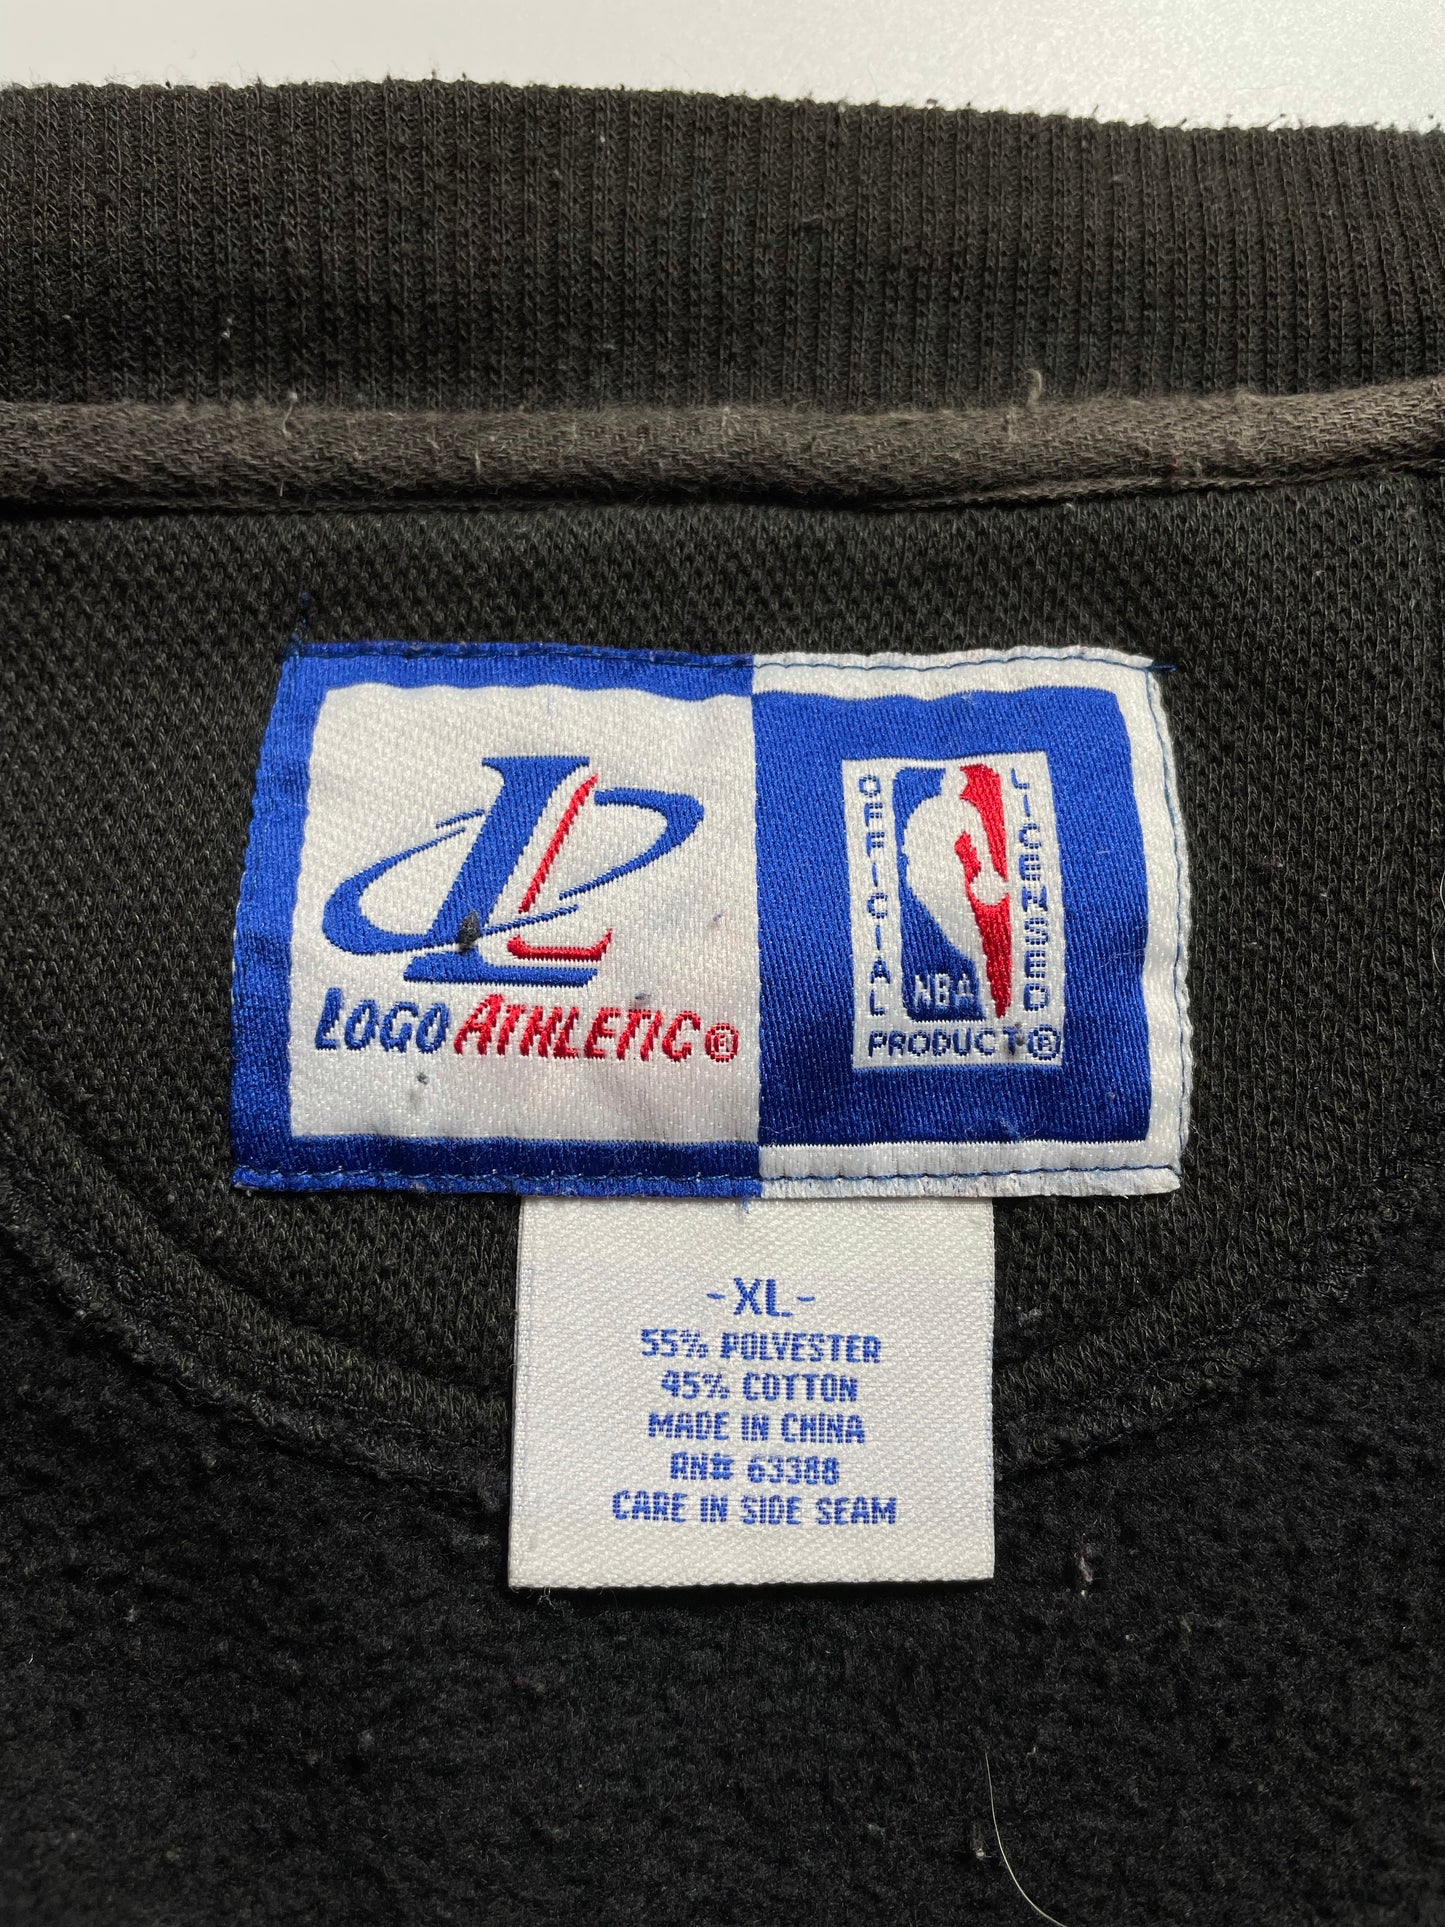 LOGO ATHLETIC®
OFFICIAL
LICENSED
NBA
PRODUCT®
-XL-
55% POLYESTER
45% COTTON
MADE IN CHINA
RN# 63388
CARE IN SIDE SEAM